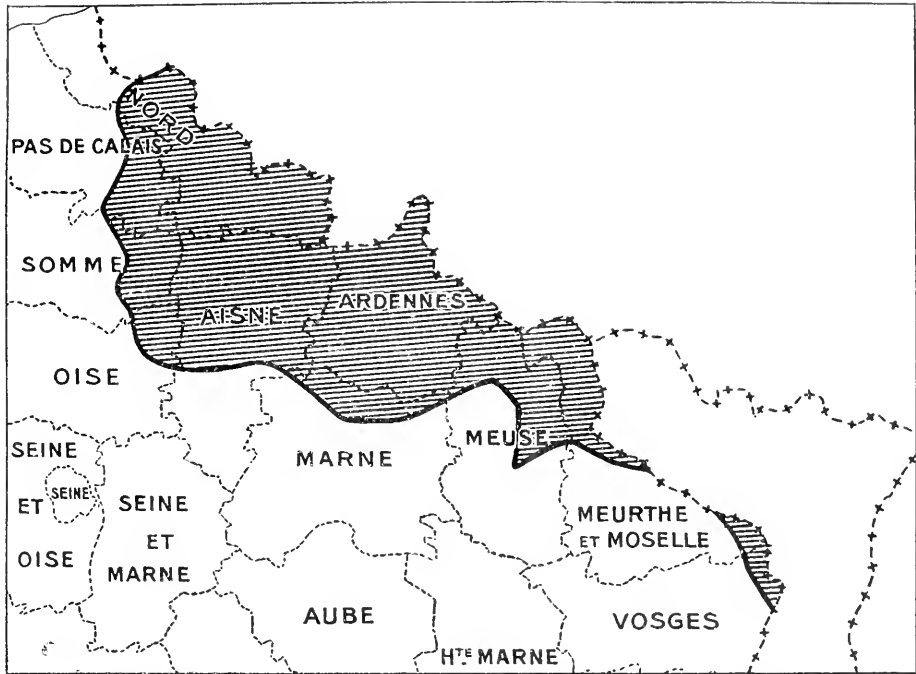 NORD
PAS DE CALAIS
SOMME
AISNE
ARDENNES
OISE
MEUSE
SEINE
ET
OISE
SEINE
MARNE
SEINE
ET
MARNE
MEURTHE
ET MOSELLE
AUBE
VOSGES
HTE MARNE